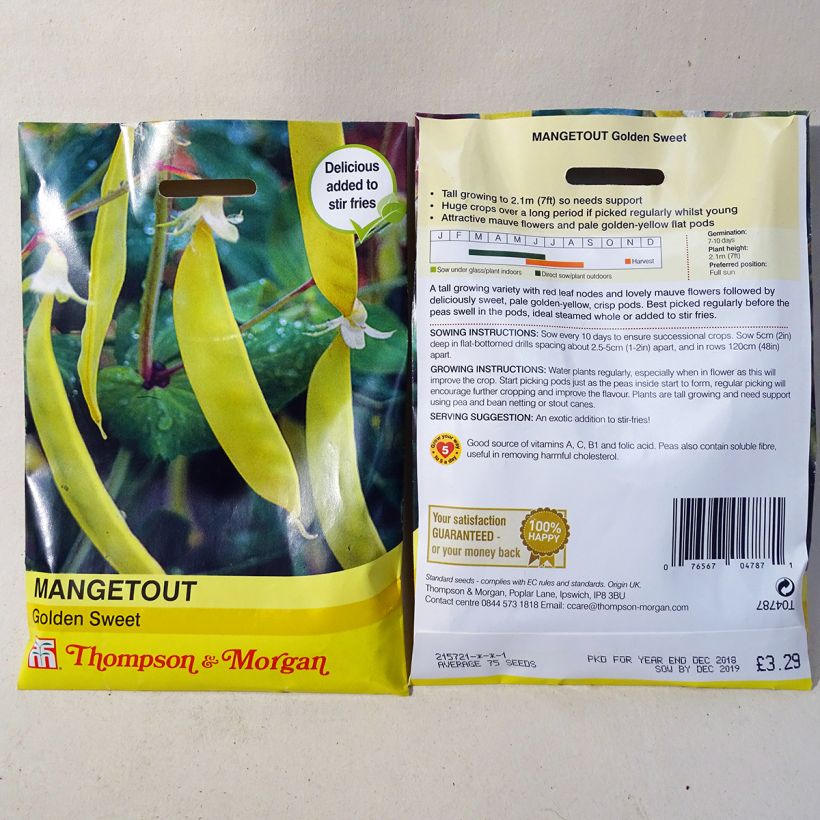 Delicious
added to
stir fries
MANGETOUT
Golden Sweet
Thompson & Morgan
MANGETOUT Golden Sweet
• Tall growing to 2.1m (7ft) so needs support
• Huge crops over a long period if picked regularly whilst young
• Attractive mauve flowers and pale golden-yellow flat pods
J F M A M J J A S O N D
Harvest
Sow under glass/plant indoors Direct sow/plant outdoors
Germination:
7-10 days
Plant height:
2.1m (7ft)
Preferred position:
Full sun
A tall growing variety with red leaf nodes and lovely mauve flowers followed by
deliciously sweet, pale golden-yellow, crisp pods. Best picked regularly before the
peas swell in the pods, ideal steamed whole or added to stir fries.
SOWING INSTRUCTIONS: Sow every 10 days to ensure successional crops. Sow 5cm (2in)
deep in flat-bottomed drills spacing about 2.5-5cm (1-2in) apart, and in rows 120cm (48in)
apart.
GROWING INSTRUCTIONS: Water plants regularly, especially when in flower as this will
improve the crop. Start picking pods just as the peas inside start to form, regular picking will
encourage further cropping and improve the flavour. Plants are tall growing and need support
using pea and bean netting or stout canes.
SERVING SUGGESTION: An exotic addition to stir-fries!
Grow your way
5
to 5 a day
Good source of vitamins A, C, B1 and folic acid. Peas also contain soluble fibre,
useful in removing harmful cholesterol.
Your satisfaction
GUARANTEED -
or your money back
100%
HAPPY
0 76567 04787 1
Standard seeds - complies with EC rules and standards. Origin UK.
Thompson & Morgan, Poplar Lane, Ipswich, IP8 3BU
Contact centre 0844 573 1818 Email: ccare@thompson-morgan.com
T04787
215721-*-*-1
AVERAGE 75 SEEDS
PKD FOR YEAR END DEC 2018
SOW BY DEC 2019
£3.29